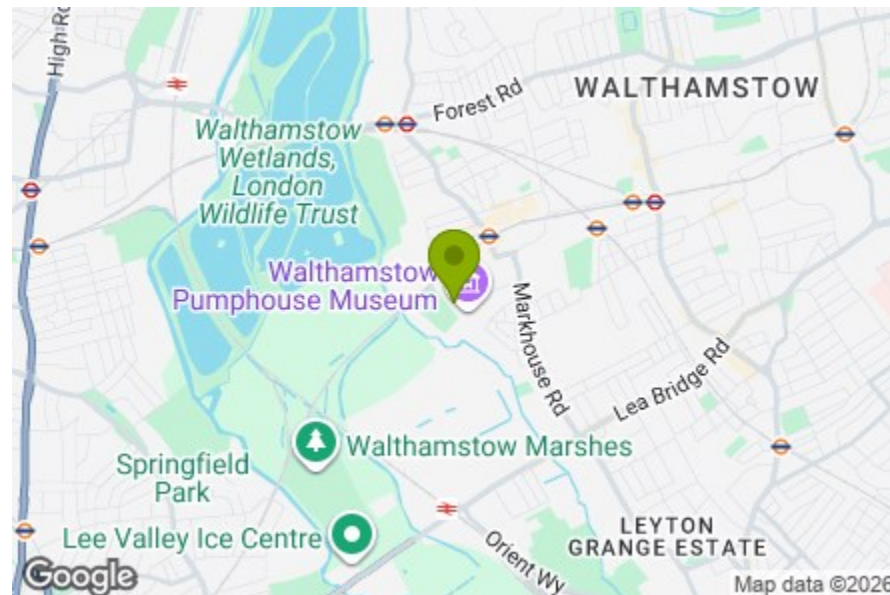 High Rd
Forest Rd
WALTHAMSTOW
Walthamstow
Wetlands,
London
Wildlife Trust
Walthamstow
Pumphouse Museum
Markhouse Rd
Lea Bridge Rd
Walthamstow Marshes
Springfield
Park
Lee Valley Ice Centre
Orient Wy
LEYTON
GRANGE ESTATE
Google
Map data ©2026